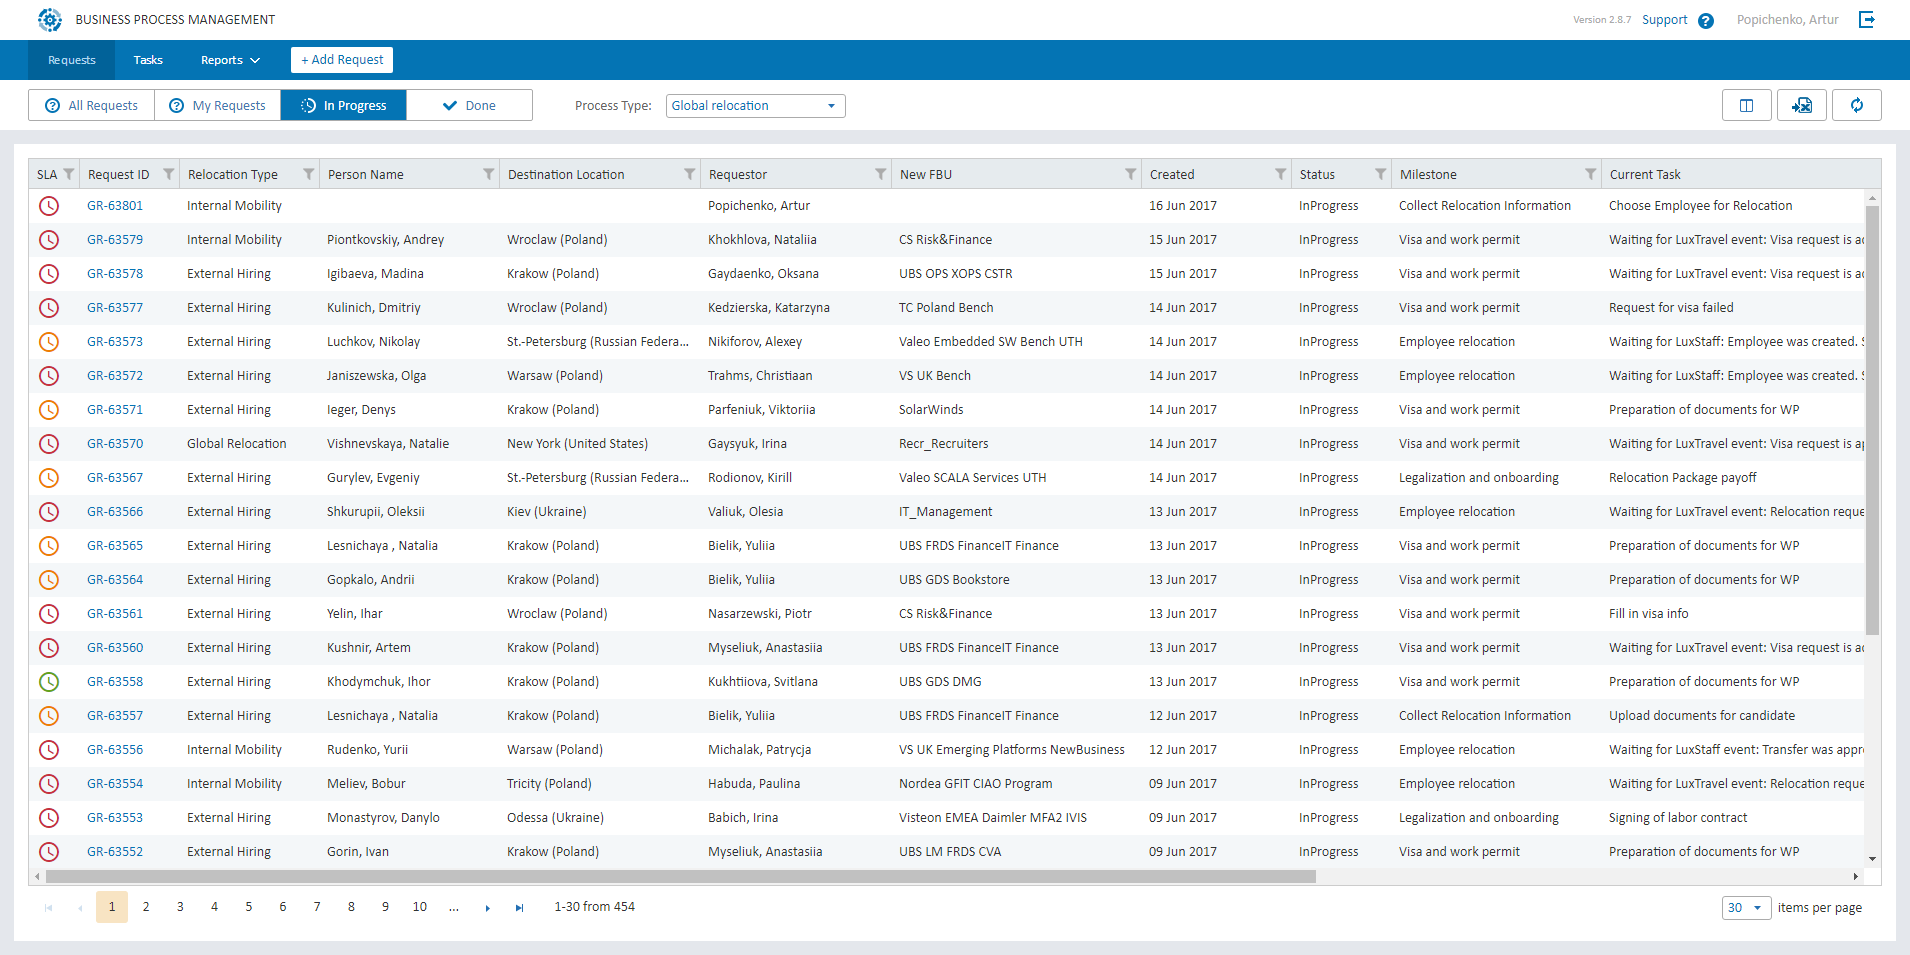 BUSINESS PROCESS MANAGEMENT Version 2.8.7 Support ? Popichenko, Artur
Requests Tasks Reports + Add Request
All Requests My Requests In Progress Done Process Type: Global relocation
SLA Request ID Relocation Type Person Name Destination Location Requestor New FBU Created Status Milestone Current Task
GR-63801 Internal Mobility Popichenko, Artur 16 Jun 2017 InProgress Collect Relocation Information Choose Employee for Relocation
GR-63579 Internal Mobility Piontkovskiy, Andrey Wroclaw (Poland) Khokhlova, Nataliia CS Risk&Finance 15 Jun 2017 InProgress Visa and work permit Waiting for LuxTravel event: Visa request is
GR-63578 External Hiring Igibaeva, Madina Krakow (Poland) Gaydaenko, Oksana UBS OPS XOPS CSTR 15 Jun 2017 InProgress Visa and work permit Waiting for LuxTravel event: Visa request is
GR-63577 External Hiring Kulinich, Dmitriy Wroclaw (Poland) Kedzierska, Katarzyna TC Poland Bench 14 Jun 2017 InProgress Visa and work permit Request for visa failed
GR-63573 External Hiring Luchkov, Nikolay St.-Petersburg (Russian Federa... Nikiforov, Alexey Valeo Embedded SW Bench UTH 14 Jun 2017 InProgress Employee relocation Waiting for LuxStaff: Employee was created.
GR-63572 External Hiring Janiszewska, Olga Warsaw (Poland) Trahms, Christiaan VS UK Bench 14 Jun 2017 InProgress Employee relocation Waiting for LuxStaff: Employee was created.
GR-63571 External Hiring Ieger, Denys Krakow (Poland) Parfeniuk, Viktoriia SolarWinds 14 Jun 2017 InProgress Visa and work permit Preparation of documents for WP
GR-63570 Global Relocation Vishnevskaya, Natalie New York (United States) Gaysyuk, Irina Recr_Recruiters 14 Jun 2017 InProgress Visa and work permit Waiting for LuxTravel event: Visa request is
GR-63567 External Hiring Gurylev, Evgeniy St.-Petersburg (Russian Federa... Rodionov, Kirill Valeo SCALA Services UTH 14 Jun 2017 InProgress Legalization and onboarding Relocation Package payoff
GR-63566 External Hiring Shkurupii, Oleksii Kiev (Ukraine) Valiuk, Olesia IT_Management 13 Jun 2017 InProgress Employee relocation Waiting for LuxTravel event: Relocation reque
GR-63565 External Hiring Lesnichaya , Natalia Krakow (Poland) Bielik, Yuliia UBS FRDS FinanceIT Finance 13 Jun 2017 InProgress Visa and work permit Preparation of documents for WP
GR-63564 External Hiring Gopkalo, Andrii Krakow (Poland) Bielik, Yuliia UBS GDS Bookstore 13 Jun 2017 InProgress Visa and work permit Preparation of documents for WP
GR-63561 External Hiring Yelin, Ihar Wroclaw (Poland) Nasarzewski, Piotr CS Risk&Finance 13 Jun 2017 InProgress Visa and work permit Fill in visa info
GR-63560 External Hiring Kushnir, Artem Krakow (Poland) Myseliuk, Anastasiia UBS FRDS FinanceIT Finance 13 Jun 2017 InProgress Visa and work permit Waiting for LuxTravel event: Visa request is
GR-63558 External Hiring Khodymchuk, Ihor Krakow (Poland) Kukhtiiova, Svitlana UBS GDS DMG 13 Jun 2017 InProgress Visa and work permit Preparation of documents for WP
GR-63557 External Hiring Lesnichaya , Natalia Krakow (Poland) Bielik, Yuliia UBS FRDS FinanceIT Finance 12 Jun 2017 InProgress Collect Relocation Information Upload documents for candidate
GR-63556 Internal Mobility Rudenko, Yurii Warsaw (Poland) Michalak, Patrycja VS UK Emerging Platforms NewBusiness 12 Jun 2017 InProgress Employee relocation Waiting for LuxStaff event: Transfer was appr
GR-63554 Internal Mobility Meliev, Bobur Tricity (Poland) Habuda, Paulina Nordea GFIT CIAO Program 09 Jun 2017 InProgress Employee relocation Waiting for LuxTravel event: Relocation reque
GR-63553 External Hiring Monastyrov, Danylo Odessa (Ukraine) Babich, Irina Visteon EMEA Daimler MFA2 IVIS 09 Jun 2017 InProgress Legalization and onboarding Signing of labor contract
GR-63552 External Hiring Gorin, Ivan Krakow (Poland) Myseliuk, Anastasiia UBS LM FRDS CVA 09 Jun 2017 InProgress Visa and work permit Preparation of documents for WP
1 2 3 4 5 6 7 8 9 10 ... 1-30 from 454 30 items per page